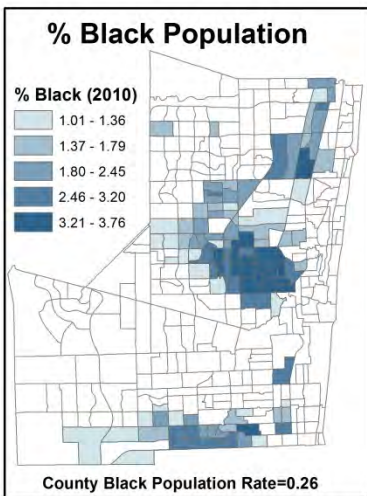 % Black Population
% Black (2010)
1.01 - 1.36
1.37 - 1.79
1.80 - 2.45
2.46 - 3.20
3.21 - 3.76
County Black Population Rate=0.26